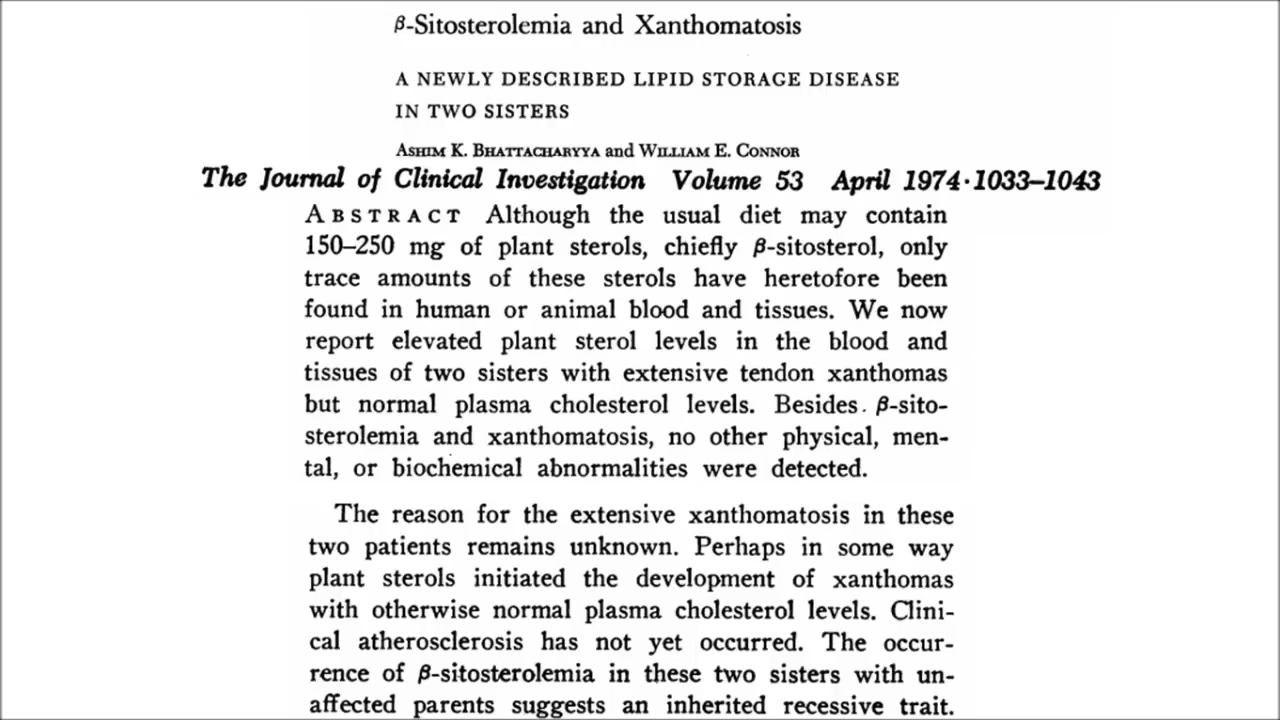 β-Sitosterolemia and Xanthomatosis
A NEWLY DESCRIBED LIPID STORAGE DISEASE
IN TWO SISTERS
ASHIM K. BHATTACHARYYA and WILLIAM E. CONNOR
The Journal of Clinical Investigation Volume 53 April 1974·1033–1043
ABSTRACT Although the usual diet may contain
150–250 mg of plant sterols, chiefly β-sitosterol, only
trace amounts of these sterols have heretofore been
found in human or animal blood and tissues. We now
report elevated plant sterol levels in the blood and
tissues of two sisters with extensive tendon xanthomas
but normal plasma cholesterol levels. Besides β-sito-
sterolemia and xanthomatosis, no other physical, men-
tal, or biochemical abnormalities were detected.
The reason for the extensive xanthomatosis in these
two patients remains unknown. Perhaps in some way
plant sterols initiated the development of xanthomas
with otherwise normal plasma cholesterol levels. Clini-
cal atherosclerosis has not yet occurred. The occur-
rence of β-sitosterolemia in these two sisters with un-
affected parents suggests an inherited recessive trait.